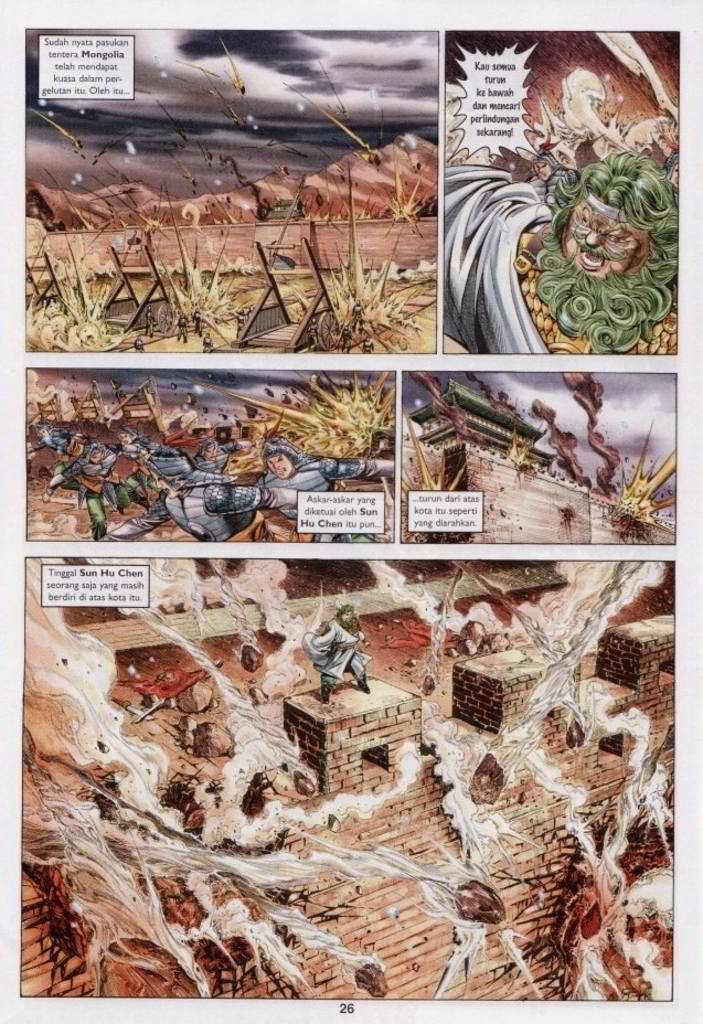 Sudah nyata pasukan
tentera Mongolia
telah mendapat
kuasa dalam per-
gelutan itu. Oleh itu...
Kau semua
turun
ke bawah
dan mencari
perlindungan
sekarang!
Askar-askar yang
diketuai oleh Sun
Hu Chen itu pun...
...turun dari atas
kota itu seperti
yang diarahkan.
Tinggal Sun Hu Chen
seorang saja yang masih
berdiri di atas kota itu.
26